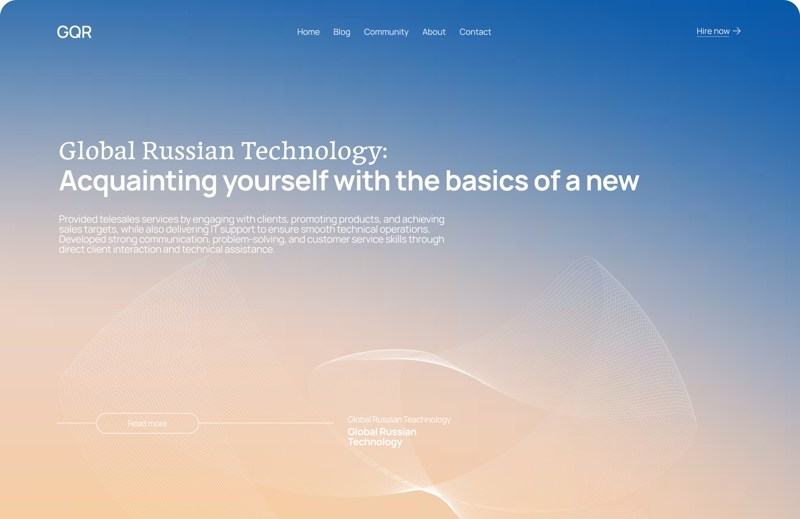 GQR
Home Blog Community About Contact
Hire now
Global Russian Technology:
Acquainting yourself with the basics of a new
Provided telesales services by engaging with clients, promoting products, and achieving
sales targets, while also delivering IT support to ensure smooth technical operations.
Developed strong communication, problem-solving, and customer service skills through
direct client interaction and technical assistance.
Read more
Global Russian Teachnology
Global Russian
Technology